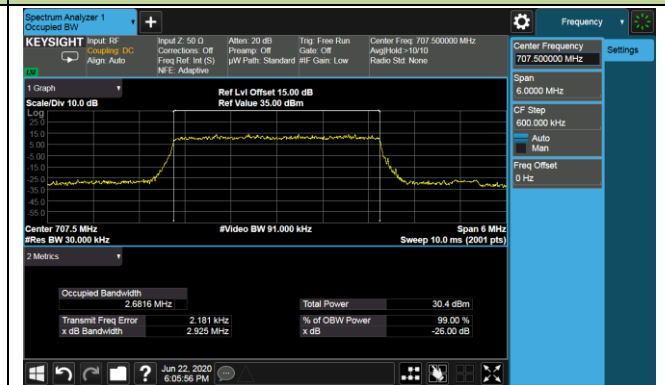 Spectrum Analyzer 1
Occupied BW
Frequency
KEYSIGHT
Input: RF
Coupling: DC
Align: Auto
Input Z: 50 Ω
Corrections: Off
Freq Ref: Int (S)
NFE: Adaptive
Atten: 20 dB
Preamp: Off
µW Path: Standard
Trig: Free Run
Gate: Off
#IF Gain: Low
Center Freq: 707.500000 MHz
Avg|Hold:>10/10
Radio Std: None
LXI
Center Frequency
707.500000 MHz
Settings
Span
6.0000 MHz
CF Step
600.000 kHz
Auto
Man
Freq Offset
0 Hz
1 Graph
Scale/Div 10.0 dB
Ref Lvl Offset 15.00 dB
Ref Value 35.00 dBm
Log
25.0
15.0
5.00
-5.00
-15.0
-25.0
-35.0
-45.0
-55.0
Center 707.5 MHz
#Video BW 91.000 kHz
Span 6 MHz
#Res BW 30.000 kHz
Sweep 10.0 ms (2001 pts)
2 Metrics
Occupied Bandwidth
2.6816 MHz
Total Power 30.4 dBm
Transmit Freq Error 2.181 kHz
% of OBW Power 99.00 %
x dB Bandwidth 2.925 MHz
x dB -26.00 dB
?
Jun 22, 2020
6:05:56 PM